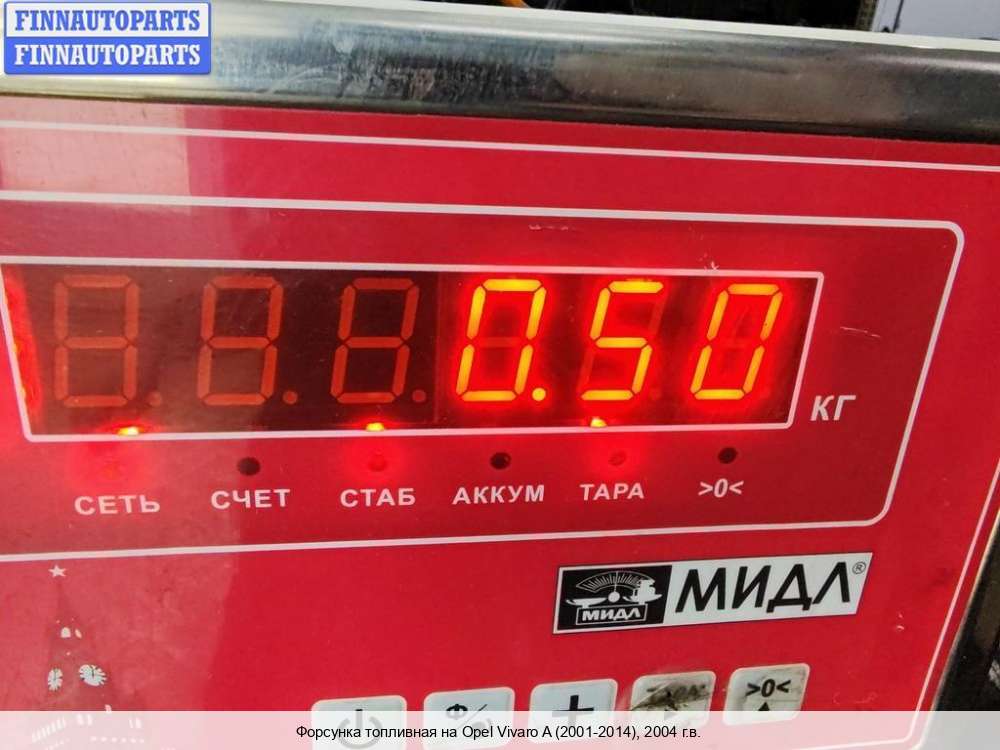 FINNAUTOPARTS
FINNAUTOPARTS
0.50
КГ
СЕТЬ СЧЕТ СТАБ АККУМ ТАРА >0<
МИДЛ МИДЛ®
>0<
Форсунка топливная на Opel Vivaro A (2001-2014), 2004 г.в.